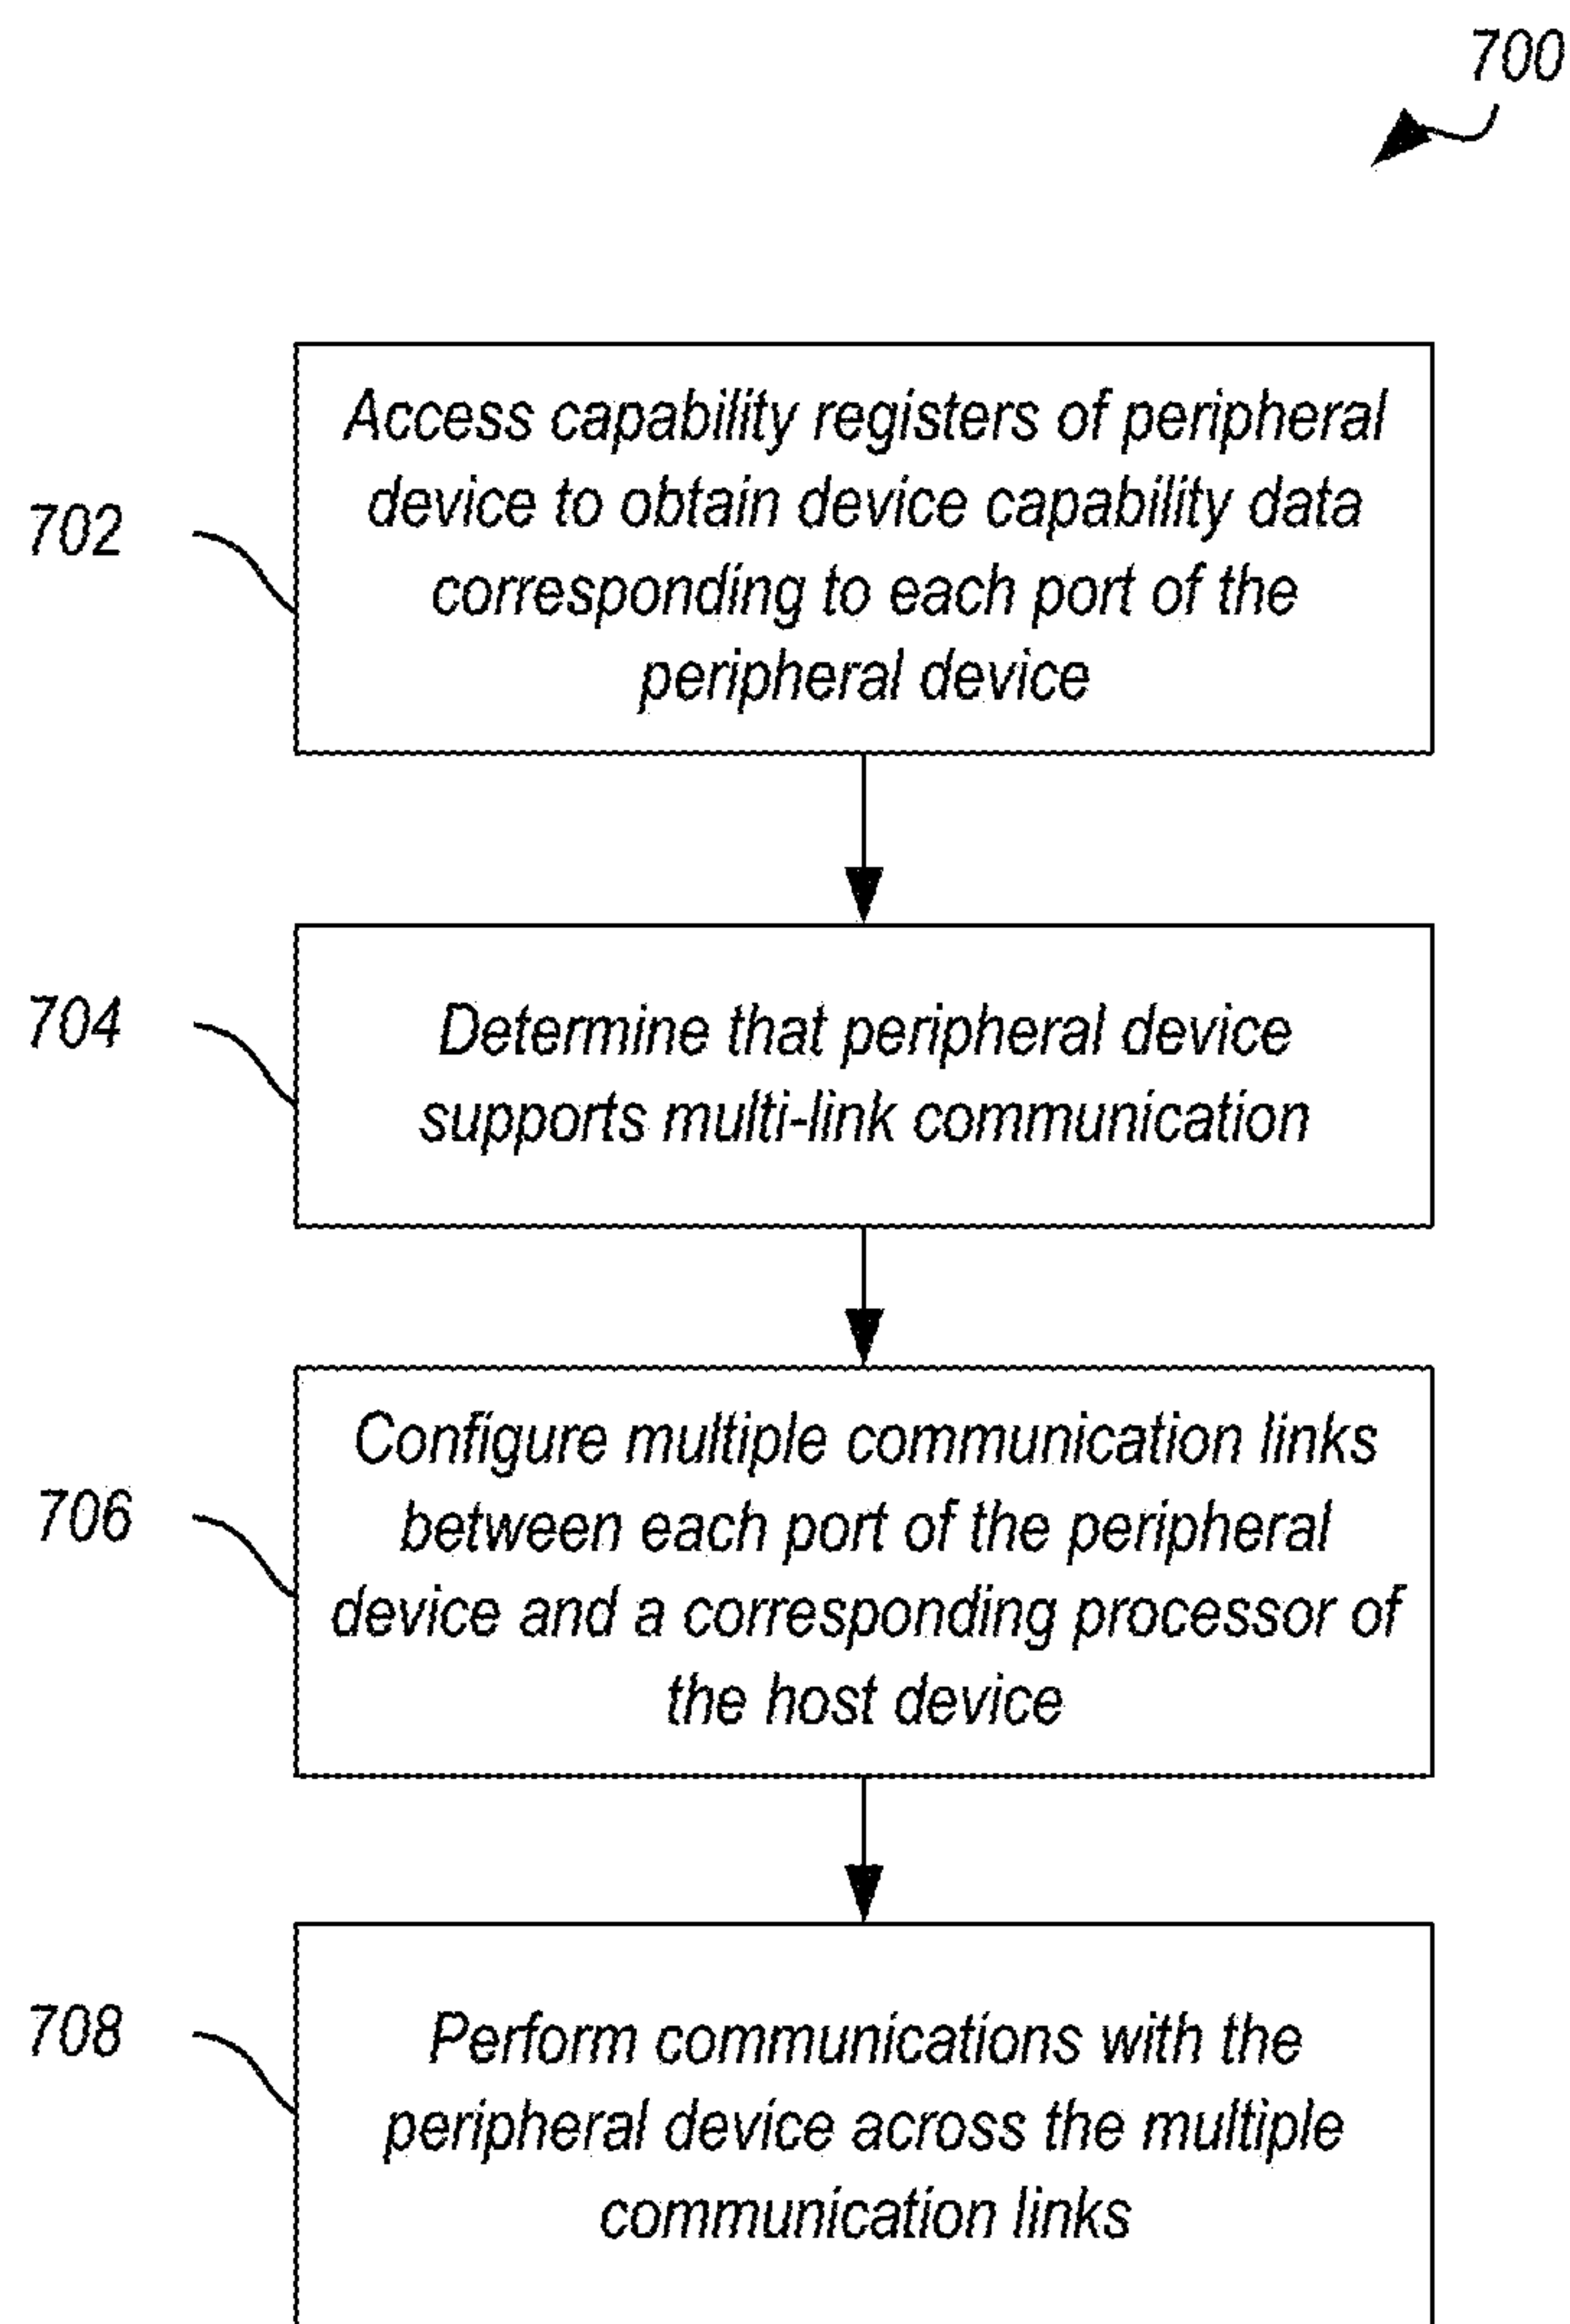 700
702
Access capability registers of peripheral
device to obtain device capability data
corresponding to each port of the
peripheral device
704
Determine that peripheral device
supports multi-link communication
706
Configure multiple communication links
between each port of the peripheral
device and a corresponding processor of
the host device
708
Perform communications with the
peripheral device across the multiple
communication links